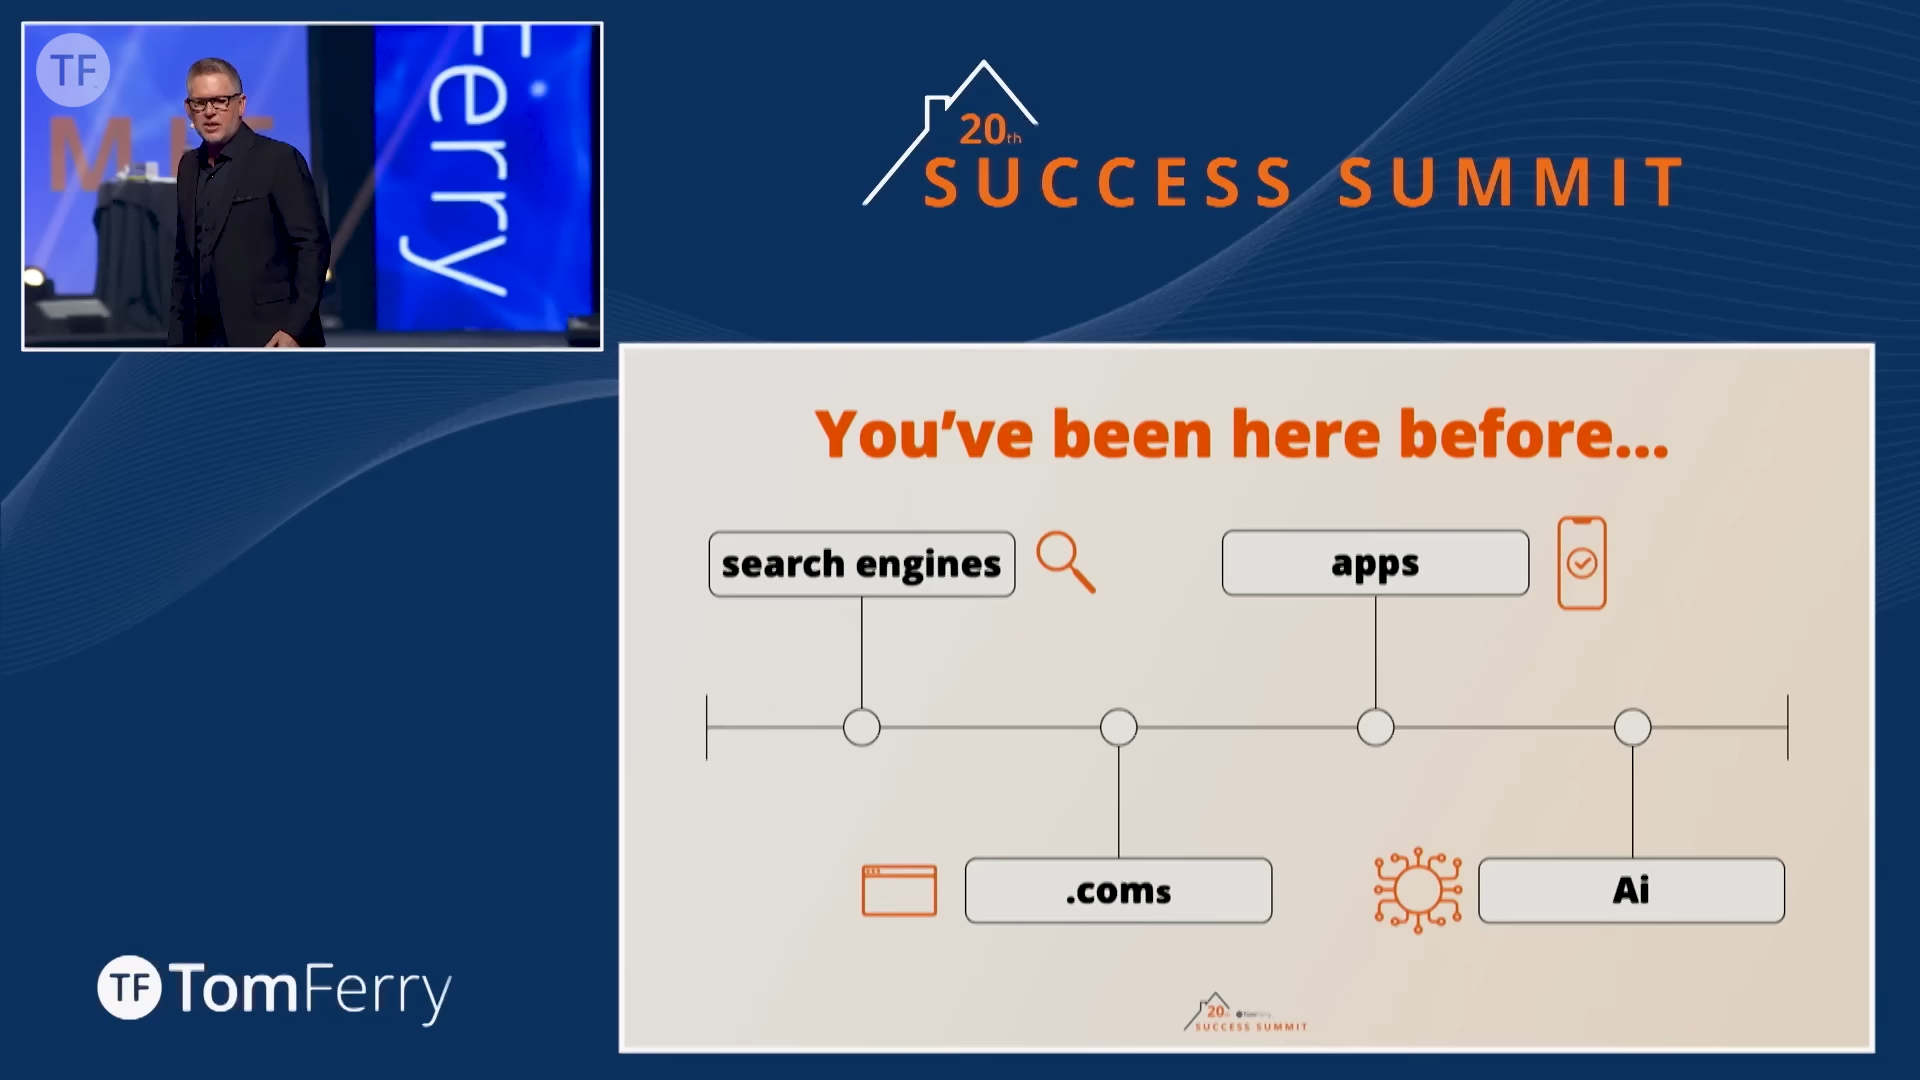 TF
Ferry
20th
SUCCESS SUMMIT
You’ve been here before...
search engines
apps
.coms
Ai
20th
SUCCESS SUMMIT
TF TomFerry